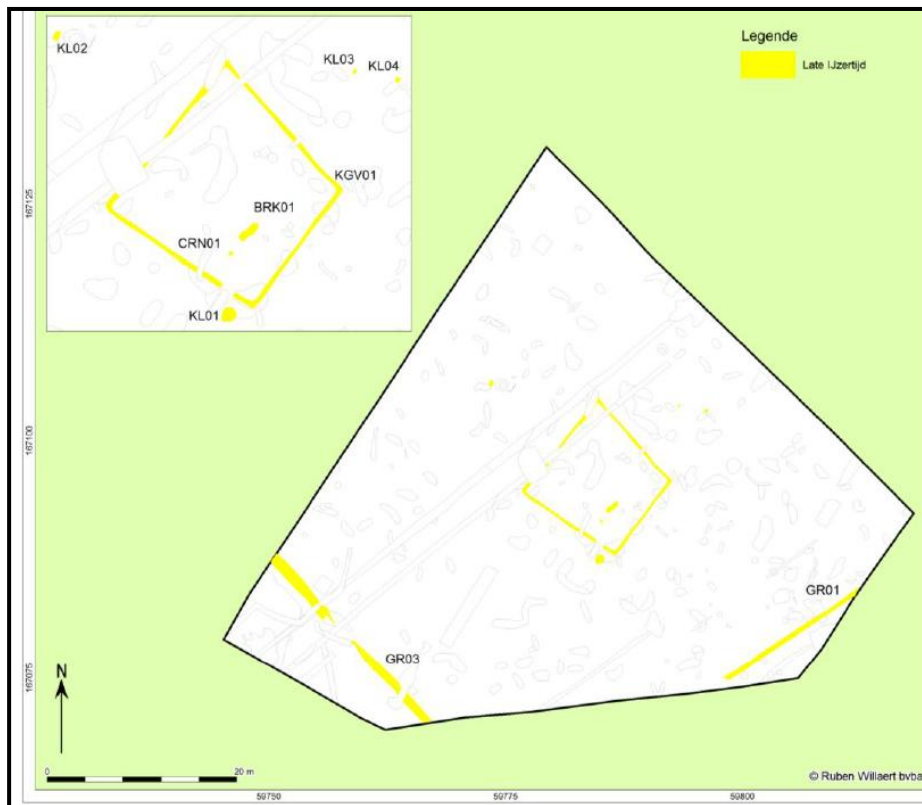 KL02
KL03
KL04
KGV01
BRK01
CRN01
KL01
Legende
Late IJzertijd
167125
167100
167075
GR01
GR03
N
0
20 m
© Ruben Willaert bvba
59750
59775
59800